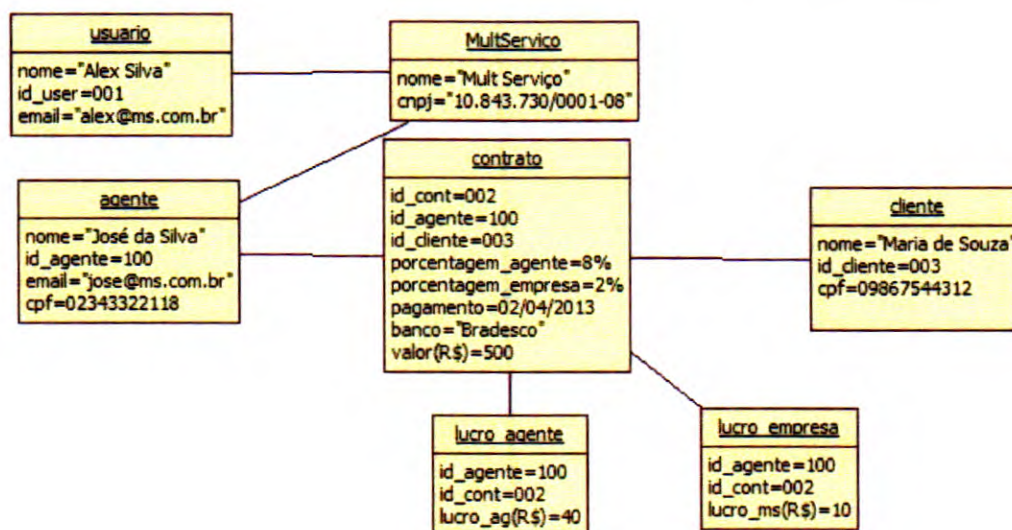 usuario
nome="Alex Silva"
id_user=001
email="alex@ms.com.br"
MultServico
nome="Mult Serviço"
cnpj="10.843.730/0001-08"
agente
nome="José da Silva"
id_agente=100
email="jose@ms.com.br"
cpf=02343322118
contrato
id_cont=002
id_agente=100
id_cliente=003
porcentagem_agente=8%
porcentagem_empresa=2%
pagamento=02/04/2013
banco="Bradesco"
valor(R$)=500
cliente
nome="Maria de Souza"
id_cliente=003
cpf=09867544312
lucro_agente
id_agente=100
id_cont=002
lucro_ag(R$)=40
lucro_empresa
id_agente=100
id_cont=002
lucro_ms(R$)=10